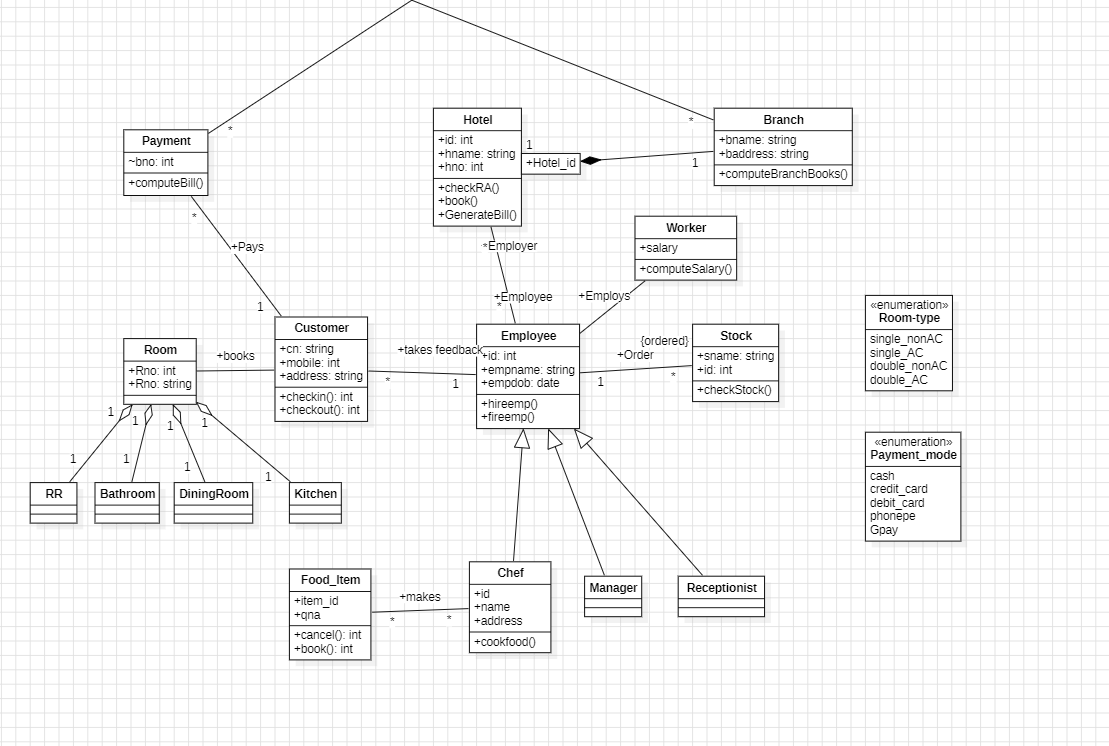 *
*
Payment
~bno: int
+computeBill()
Hotel
+id: int
+hname: string
+hno: int
+checkRA()
+book()
+GenerateBill()
1
+Hotel_id
1
Branch
+bname: string
+baddress: string
+computeBranchBooks()
*
+Pays
1
*Employer
+Employee
*
Worker
+salary
+computeSalary()
+Employs
Customer
+cn: string
+mobile: int
+address: string
+checkin(): int
+checkout(): int
Room
+Rno: int
+Rno: string
+books
+takes feedback
*
1
Employee
+id: int
+empname: string
+empdob: date
+hireemp()
+fireemp()
{ordered}
+Order
1
*
Stock
+sname: string
+id: int
+checkStock()
«enumeration»
Room-type
single_nonAC
single_AC
double_nonAC
double_AC
1
1
1
1
1
1
1
1
RR
Bathroom
DiningRoom
Kitchen
«enumeration»
Payment_mode
cash
credit_card
debit_card
phonepe
Gpay
Food_Item
+item_id
+qna
+cancel(): int
+book(): int
+makes
*
*
Chef
+id
+name
+address
+cookfood()
Manager
Receptionist